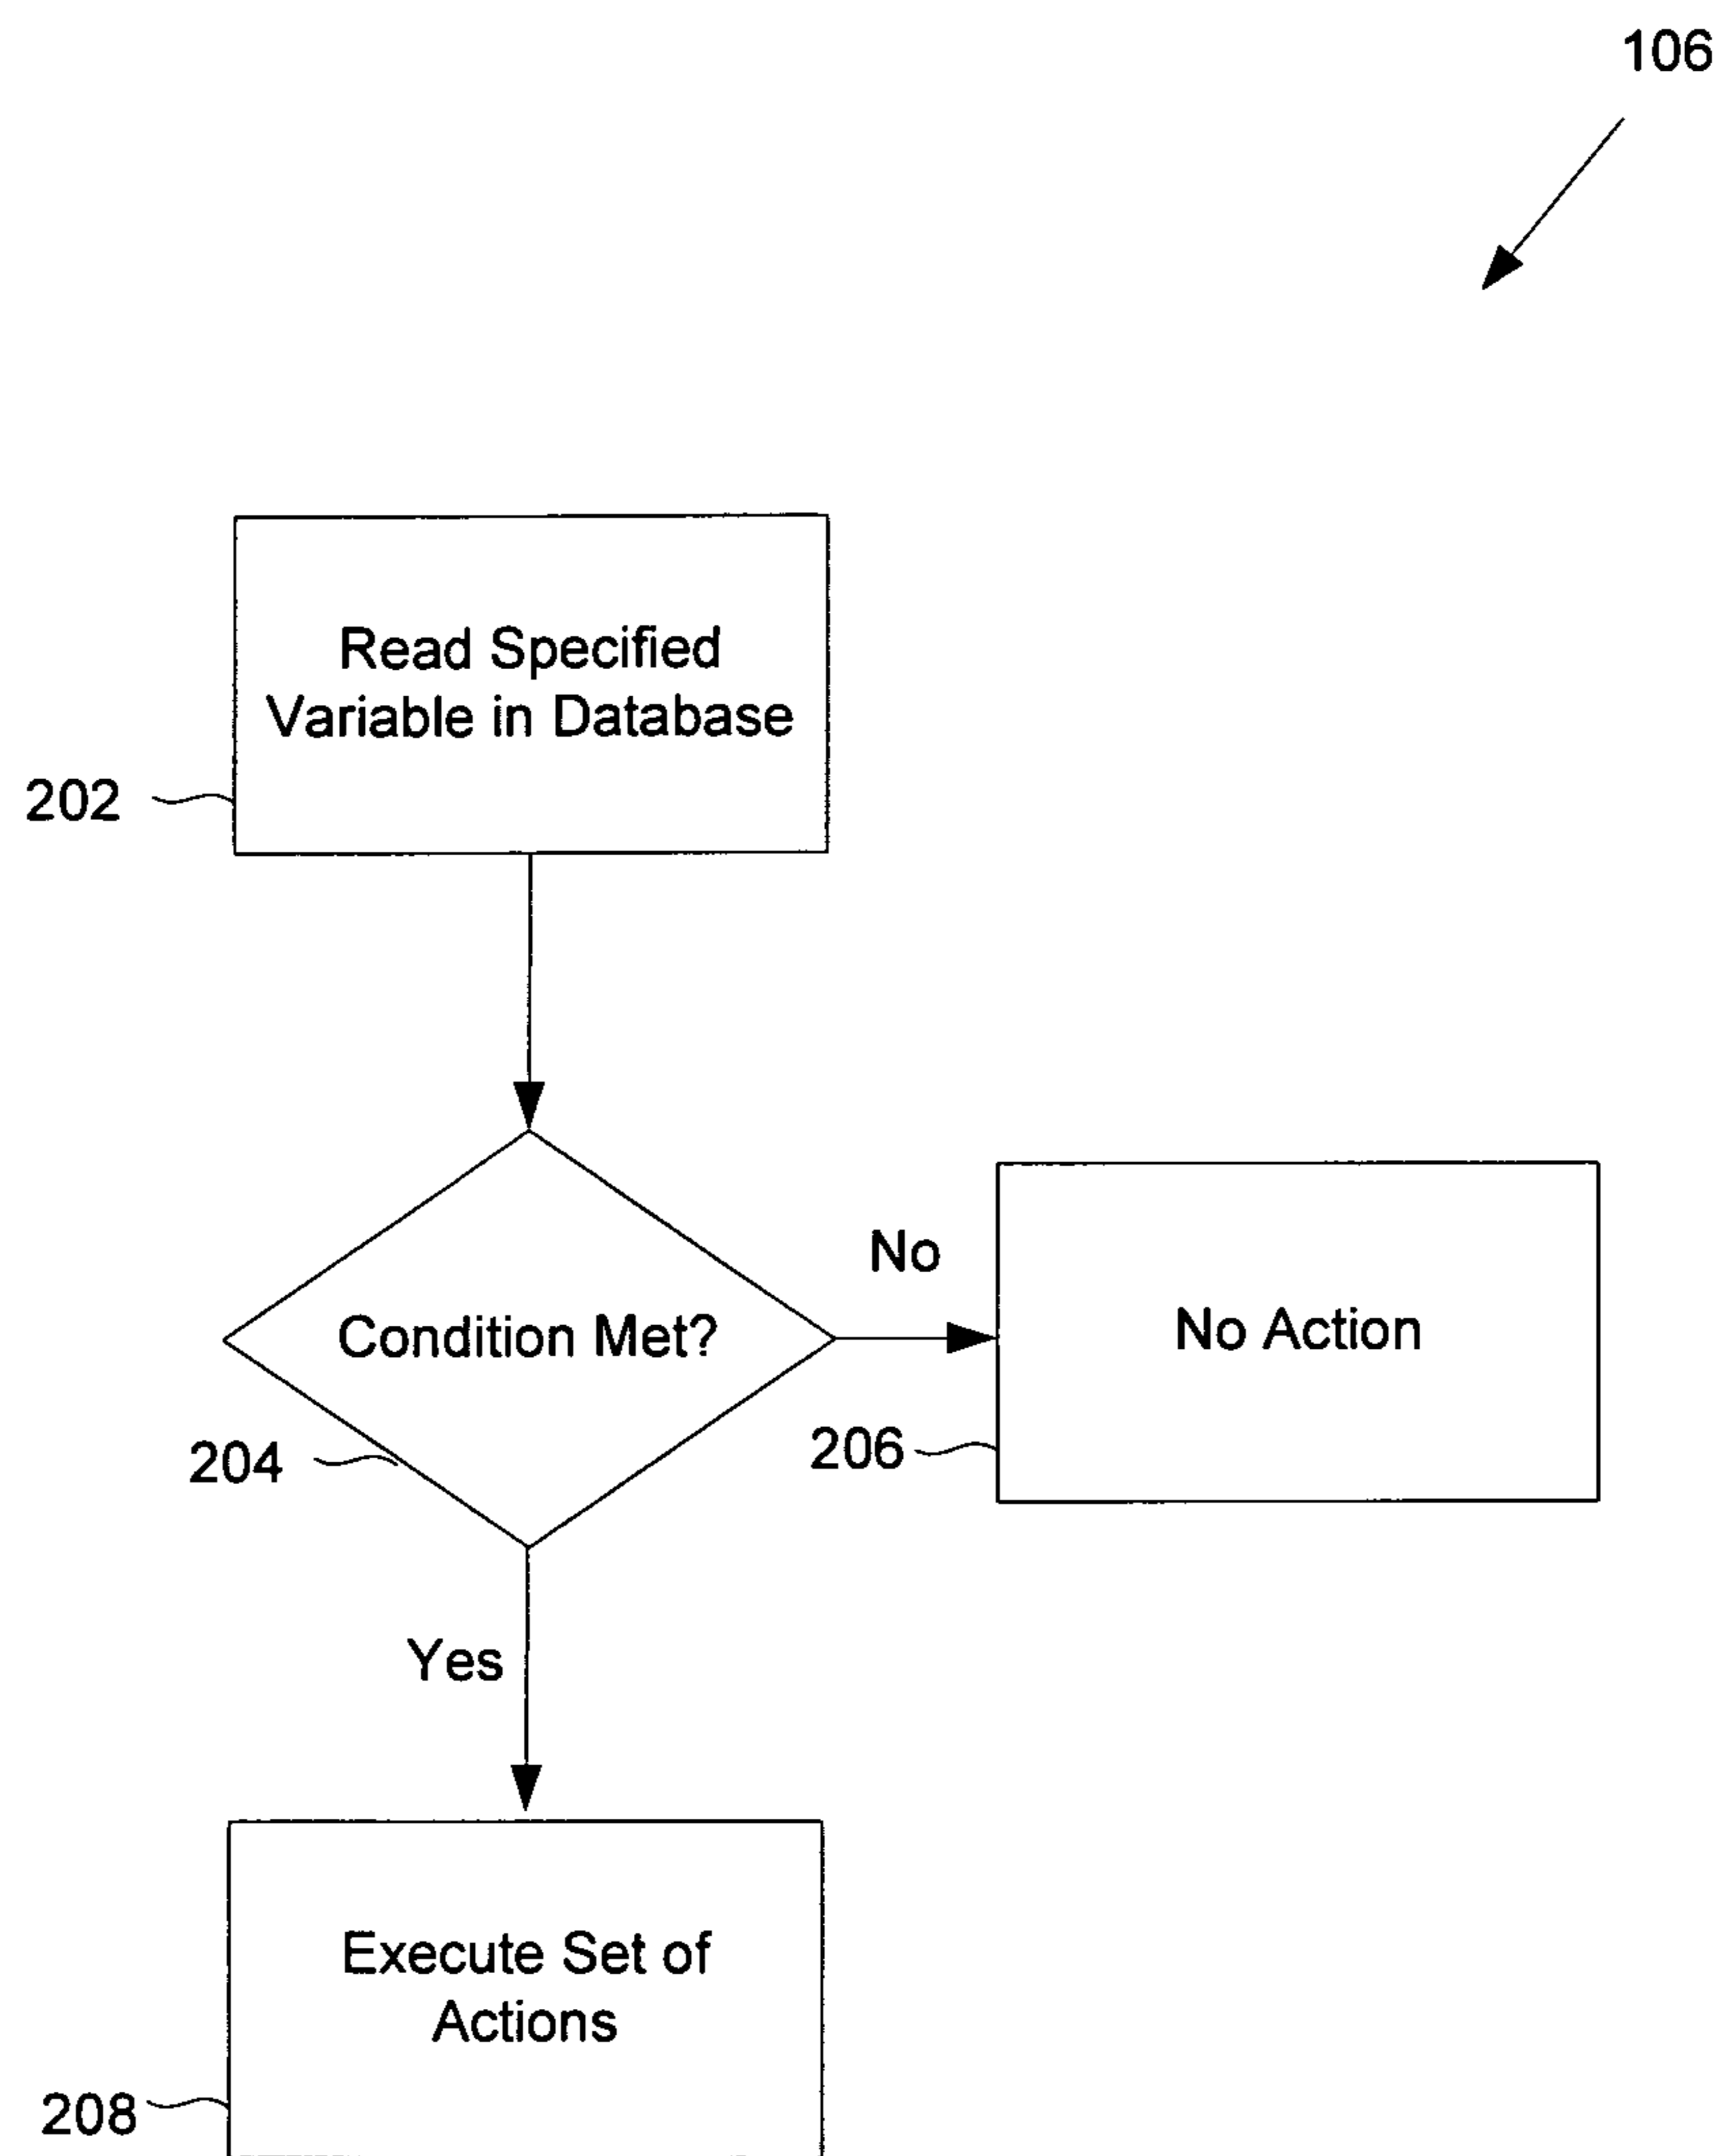 106
Read Specified
Variable in Database
202
No
Condition Met?
No Action
204
206
Yes
Execute Set of
Actions
208